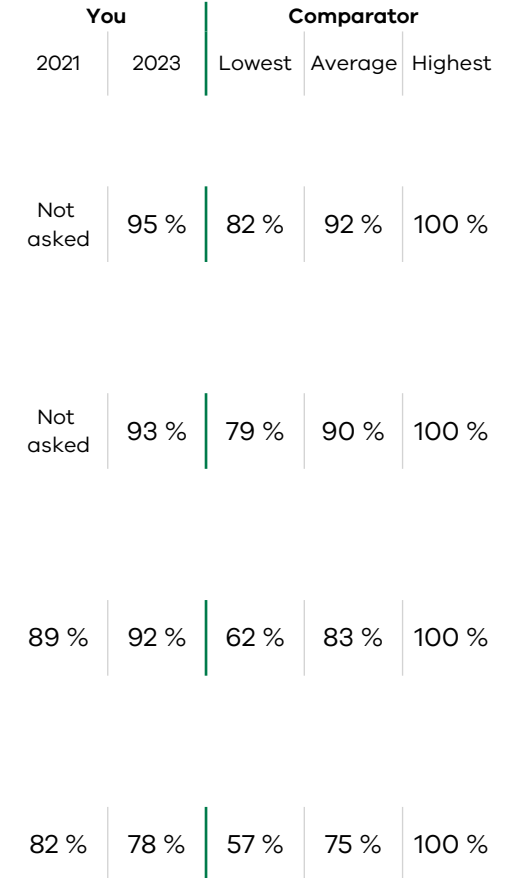 You Comparator
2021 2023 Lowest Average Highest
Not
asked
95 % 82 % 92 % 100 %
Not
asked
93 % 79 % 90 % 100 %
89 % 92 % 62 % 83 % 100 %
82 % 78 % 57 % 75 % 100 %